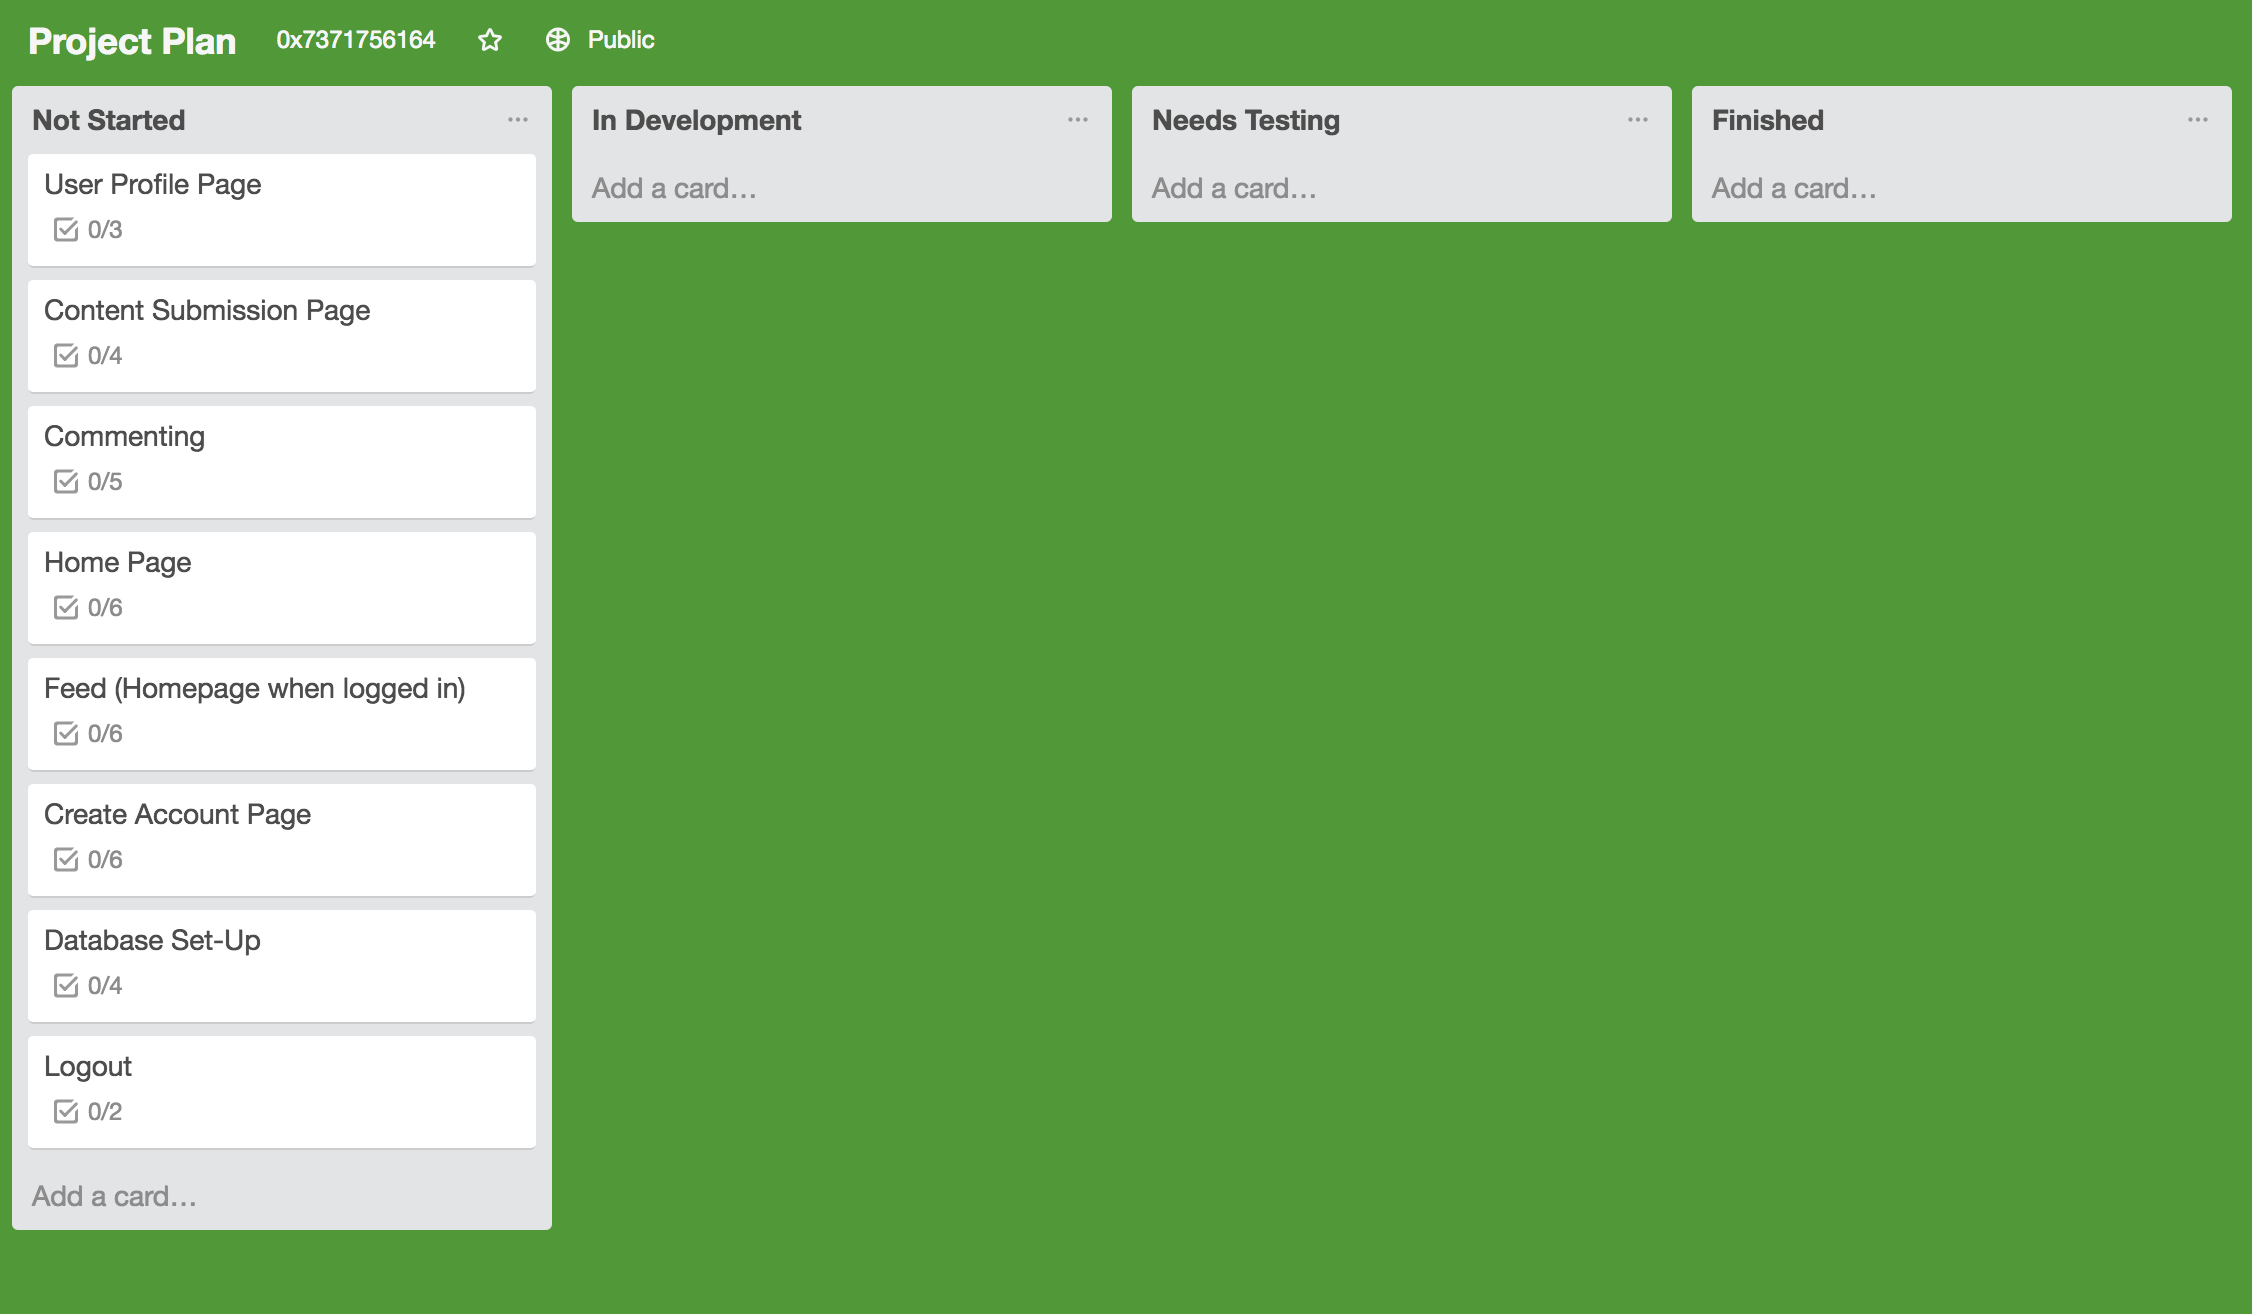 Project Plan 0x7371756164 Public
Not Started
User Profile Page
0/3
Content Submission Page
0/4
Commenting
0/5
Home Page
0/6
Feed (Homepage when logged in)
0/6
Create Account Page
0/6
Database Set-Up
0/4
Logout
0/2
Add a card…
In Development
Add a card…
Needs Testing
Add a card…
Finished
Add a card…